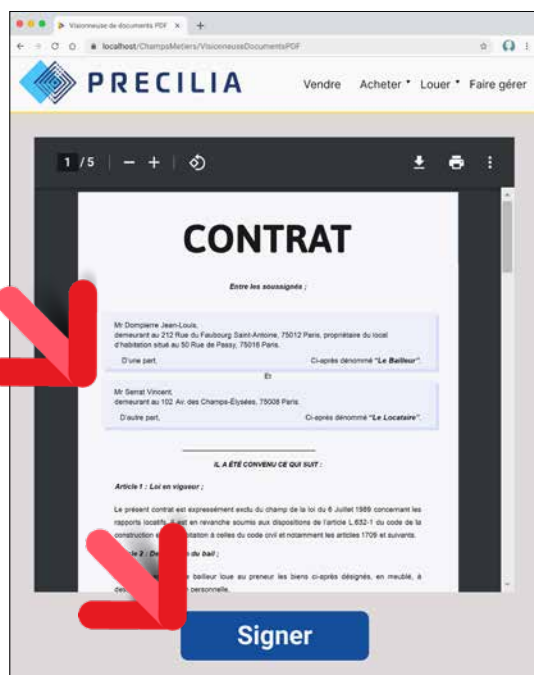 Visionneuse de documents PDF
localhost/ChampsMetiers/VisionneuseDocumentsPDF
PRECILIA
Vendre Acheter Louer Faire gérer
1 / 5
CONTRAT
Entre les soussignés ;
Mr Dompierre Jean-Louis,
demeurant au 212 Rue du Faubourg Saint-Antoine, 75012 Paris, propriétaire du local
d'habitation situé au 50 Rue de Passy, 75016 Paris.
D'une part, Ci-après dénommé "Le Bailleur".
Et
Mr Serrat Vincent,
demeurant au 102 Av. des Champs-Élysées, 75008 Paris
D'autre part, Ci-après dénommé "Le Locataire".
IL A ÉTÉ CONVENU CE QUI SUIT :
Article 1 : Loi en vigueur ;
Le présent contrat est expressément exclu du champ de la loi du 6 Juillet 1989 concernant les
rapports locatifs, il est en revanche soumis aux dispositions de l'article L.632-1 du code de la
construction et à celles du code civil et notamment les articles 1709 et suivants.
2 : du bail ;
bailleur loue au preneur les biens ci-après désignés, en meublé, à
personnelle,
Signer